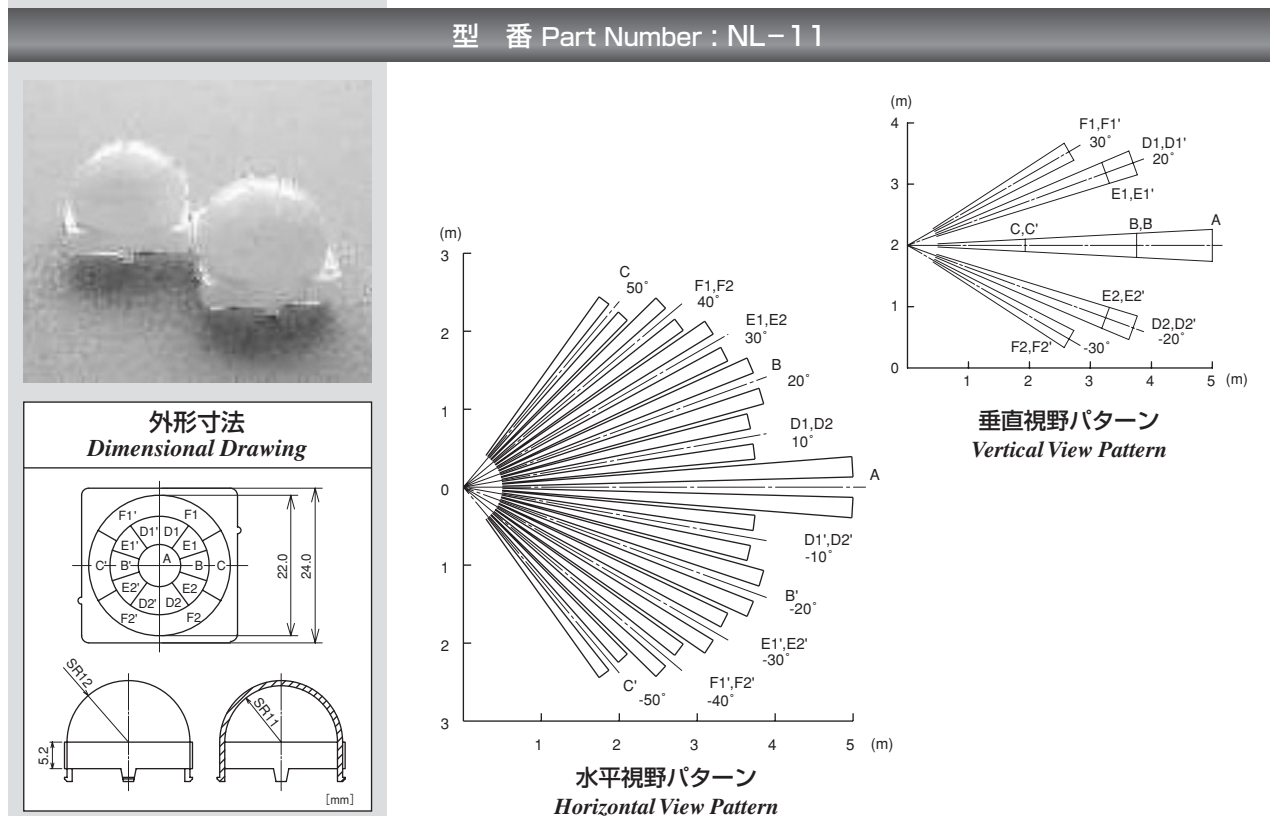 型 番 Part Number : NL−11
外形寸法
Dimensional Drawing
F1' F1
D1' D1
E1' E1
A
C' B' B C
E2' E2
D2' D2
F2' F2
22.0
24.0
SR12
SR11
5.2
[mm]
(m)
3
2
1
0
1
2
3
1 2 3 4 5 (m)
C
50°
F1,F2
40°
E1,E2
30°
B
20°
D1,D2
10°
A
D1',D2'
-10°
B'
-20°
E1',E2'
-30°
F1',F2'
-40°
C'
-50°
水平視野パターン
Horizontal View Pattern
(m)
4
3
2
1
0
1 2 3 4 5 (m)
F1,F1'
30°
D1,D1'
20°
E1,E1'
C,C'
B,B'
A
E2,E2'
D2,D2'
-20°
F2,F2'
-30°
垂直視野パターン
Vertical View Pattern